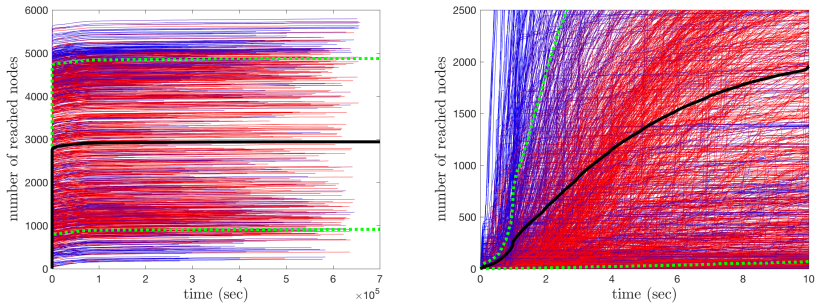 6000
5000
4000
3000
2000
1000
0
number of reached nodes
0 1 2 3 4 5 6 7
time (sec)
×10⁵
2500
2000
1500
1000
500
0
number of reached nodes
0 2 4 6 8 10
time (sec)